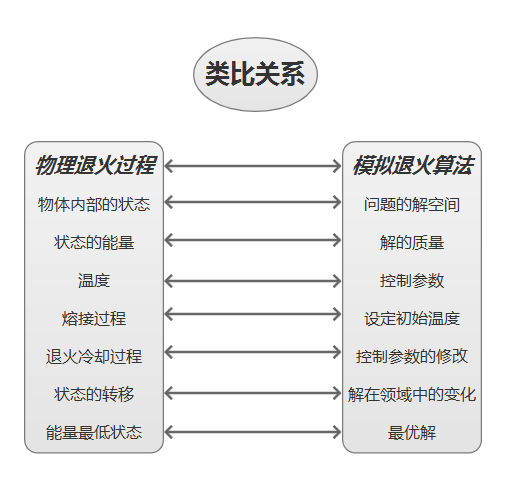 类比关系
物理退火过程 模拟退火算法
物体内部的状态 问题的解空间
状态的能量 解的质量
温度 控制参数
熔接过程 设定初始温度
退火冷却过程 控制参数的修改
状态的转移 解在领域中的变化
能量最低状态 最优解